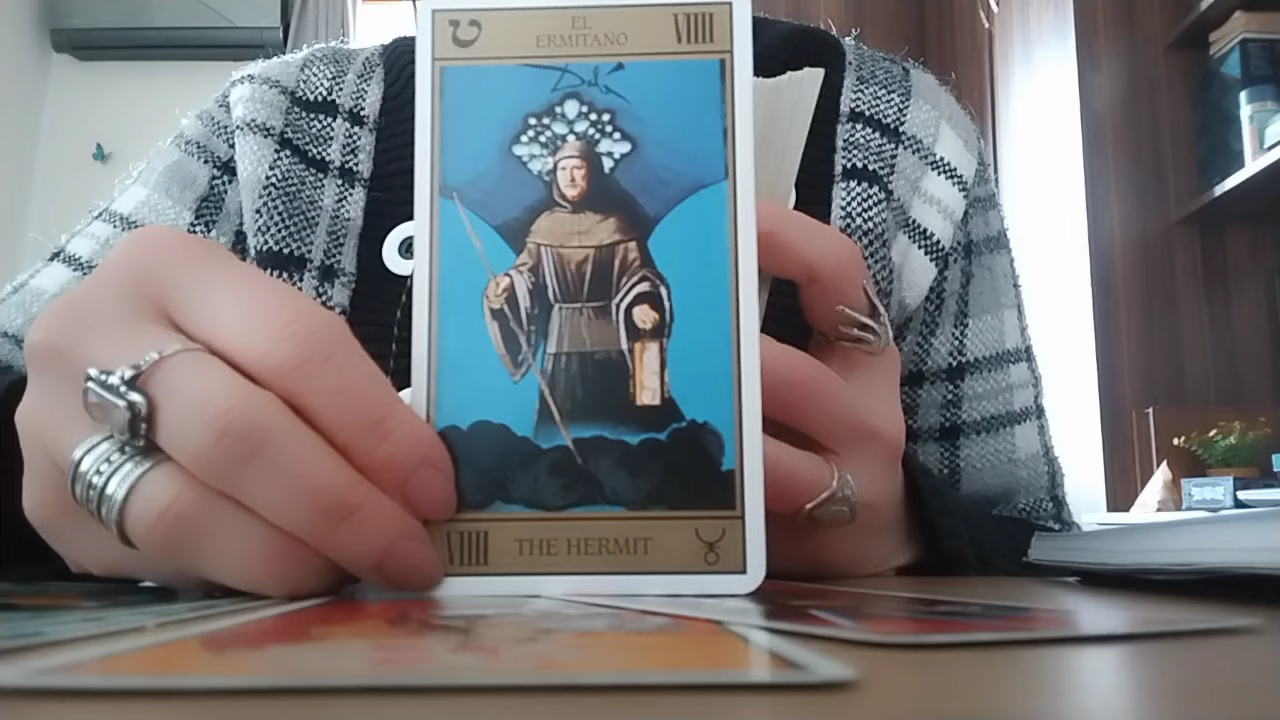 EL
ERMITAÑO
VIIII
Dalí
VIIII
THE HERMIT